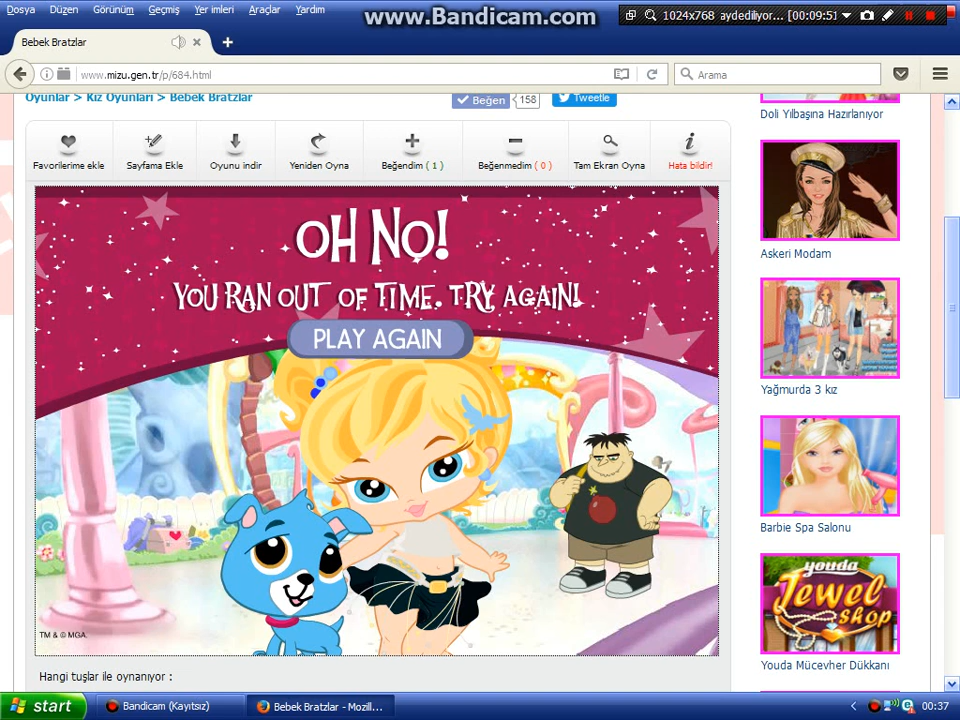 Dosya Düzen Görünüm Geçmiş Yer imleri Araçlar Yardım
www.Bandicam.com
1024x768 aydediliyor... [00:09:51]
Bebek Bratzlar
www.mizu.gen.tr/p/684.html
Arama
Oyunlar > Kız Oyunları > Bebek Bratzlar
Beğen 158
Tweetle
Favorilerime ekle
Sayfama Ekle
Oyunu indir
Yeniden Oyna
Beğendim ( 1 )
Beğenmedim ( 0 )
Tam Ekran Oyna
Hata bildir!
OH NO!
YOU RAN OUT OF TIME. TRY AGAIN!
PLAY AGAIN
TM & © MGA.
Hangi tuşlar ile oynanıyor :
Doli Yılbaşına Hazırlanıyor
Askeri Modam
Yağmurda 3 kız
Barbie Spa Salonu
youda
Jewel
shop
Youda Mücevher Dükkanı
start
Bandicam (Kayıtsız)
Bebek Bratzlar - Mozill...
00:37